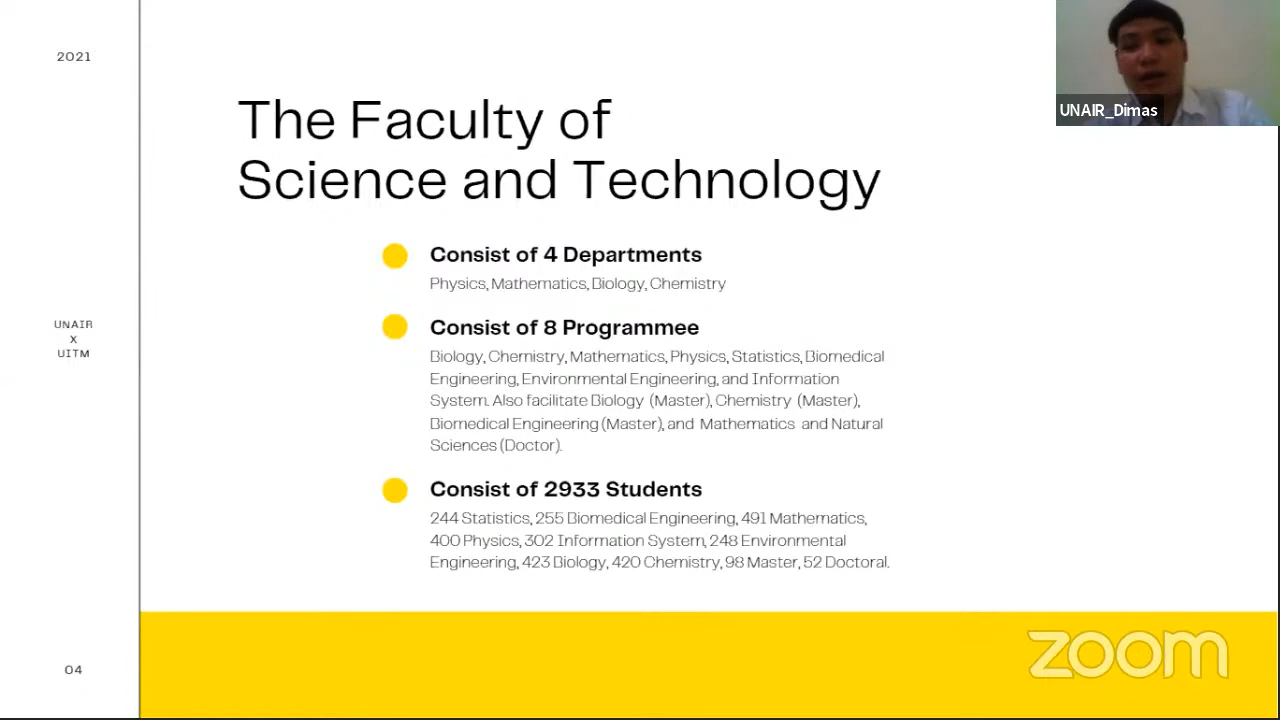 2021
The Faculty of
Science and Technology
UNAIR_Dimas
Consist of 4 Departments
Physics, Mathematics, Biology, Chemistry
UNAIR
X
UITM
Consist of 8 Programmee
Biology, Chemistry, Mathematics, Physics, Statistics, Biomedical
Engineering, Environmental Engineering, and Information
System. Also facilitate Biology (Master), Chemistry (Master),
Biomedical Engineering (Master), and Mathematics and Natural
Sciences (Doctor).
Consist of 2933 Students
244 Statistics, 255 Biomedical Engineering, 491 Mathematics,
400 Physics, 302 Information System, 248 Environmental
Engineering, 423 Biology, 420 Chemistry, 98 Master, 52 Doctoral.
04
zoom